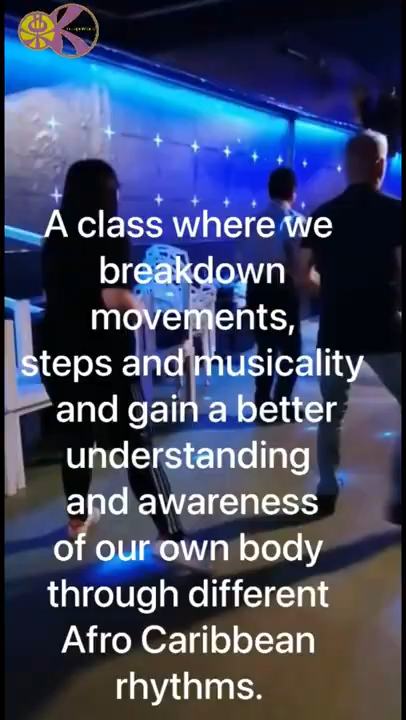 A class where we
breakdown
movements,
steps and musicality
and gain a better
understanding
and awareness
of our own body
through different
Afro Caribbean
rhythms.